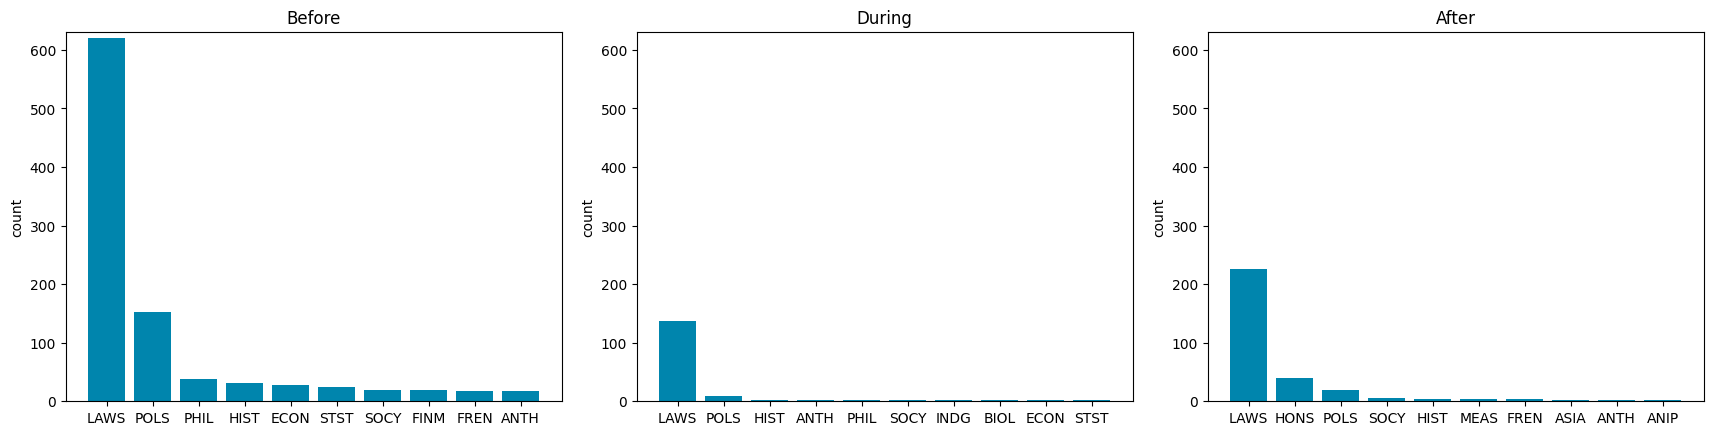 Before
During
After
count
600
500
400
300
200
100
0
LAWS POLS PHIL HIST ECON STST SOCY FINM FREN ANTH
count
600
500
400
300
200
100
0
LAWS POLS HIST ANTH PHIL SOCY INDG BIOL ECON STST
count
600
500
400
300
200
100
0
LAWS HONS POLS SOCY HIST MEAS FREN ASIA ANTH ANIP